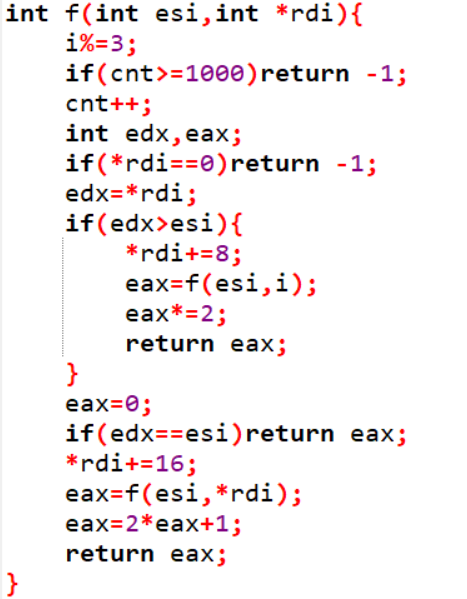 int f(int esi,int *rdi){
i%=3;
if(cnt>=1000)return -1;
cnt++;
int edx,eax;
if(*rdi==0)return -1;
edx=*rdi;
if(edx>esi){
*rdi+=8;
eax=f(esi,i);
eax*=2;
return eax;
}
eax=0;
if(edx==esi)return eax;
*rdi+=16;
eax=f(esi,*rdi);
eax=2*eax+1;
return eax;
}